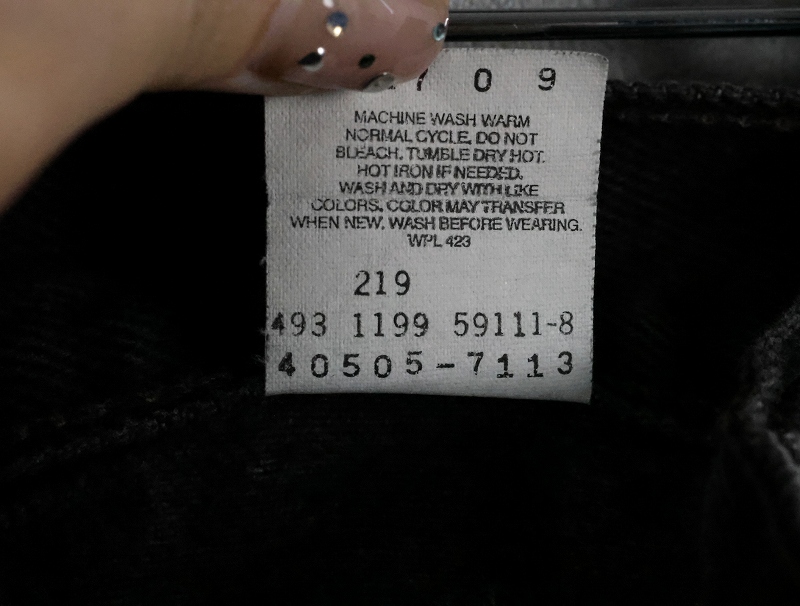 0 9
MACHINE WASH WARM
NORMAL CYCLE. DO NOT
BLEACH. TUMBLE DRY HOT.
HOT IRON IF NEEDED.
WASH AND DRY WITH LIKE
COLORS. COLOR MAY TRANSFER
WHEN NEW. WASH BEFORE WEARING.
WPL 423
219
493 1199 59111-8
40505-7113